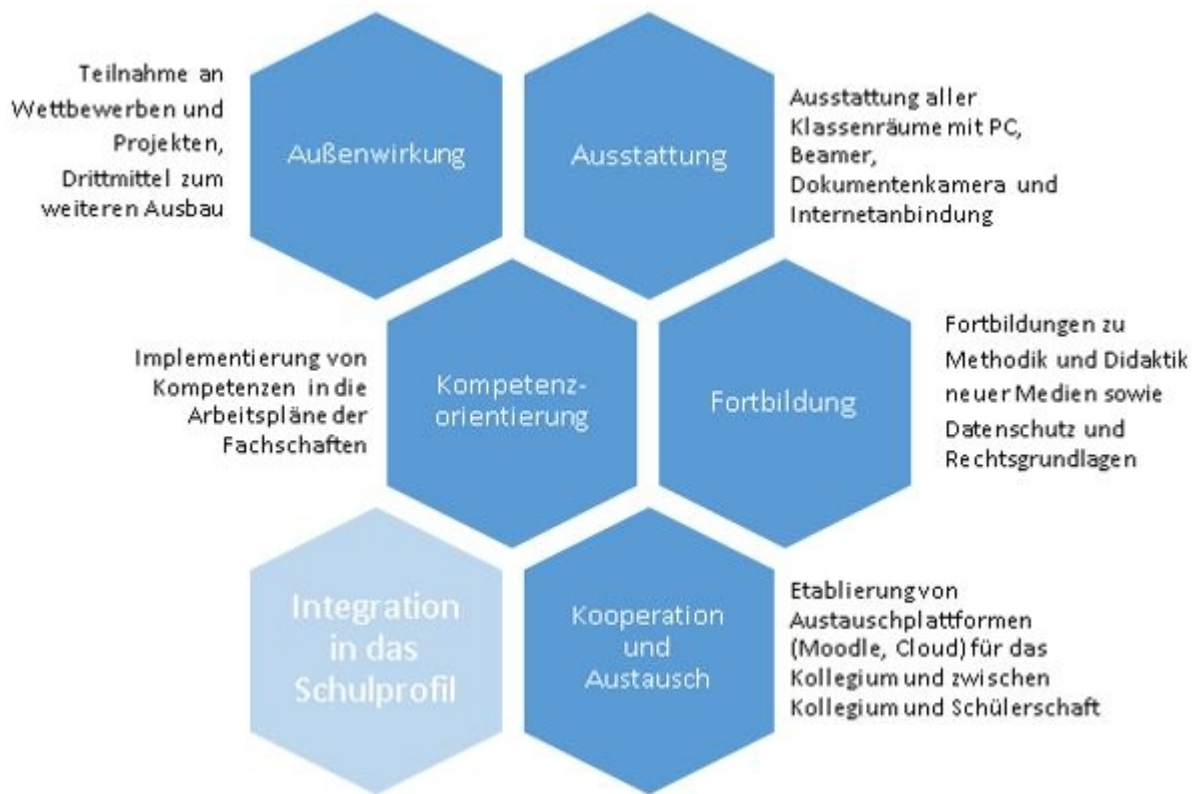 Teilnahme an
Wettbewerben und
Projekten,
Drittmittel zum
weiteren Ausbau
Außenwirkung
Ausstattung
Ausstattung aller
Klassenräume mit PC,
Beamer,
Dokumentenkamera und
Internetanbindung
Implementierung von
Kompetenzen in die
Arbeitspläne der
Fachschaften
Kompetenz-
orientierung
Fortbildung
Fortbildungen zu
Methodik und Didaktik
neuer Medien sowie
Datenschutz und
Rechtsgrundlagen
Integration
in das
Schulprofil
Kooperation
und
Austausch
Etablierung von
Austauschplattformen
(Moodle, Cloud) für das
Kollegium und zwischen
Kollegium und Schülerschaft